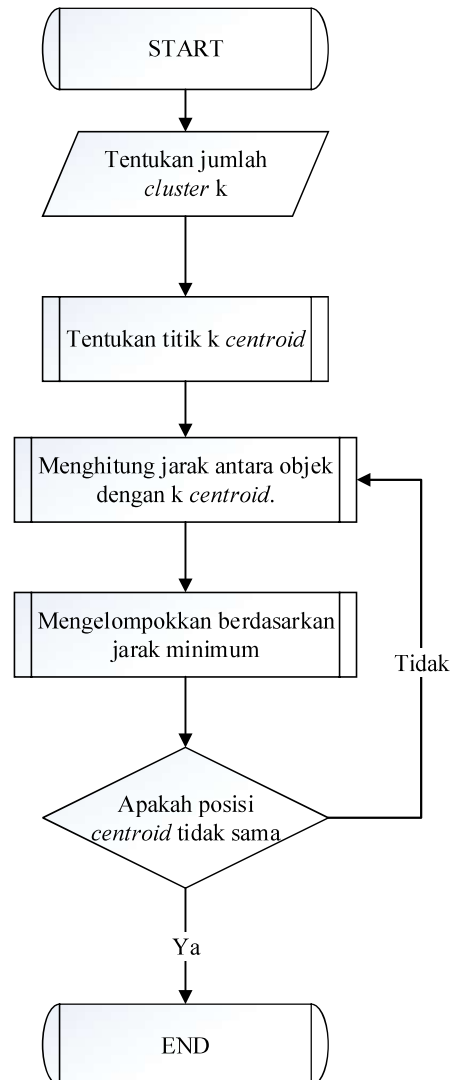 START
Tentukan jumlah
cluster k
Tentukan titik k centroid
Menghitung jarak antara objek
dengan k centroid.
Mengelompokkan berdasarkan
jarak minimum
Tidak
Apakah posisi
centroid tidak sama
Ya
END